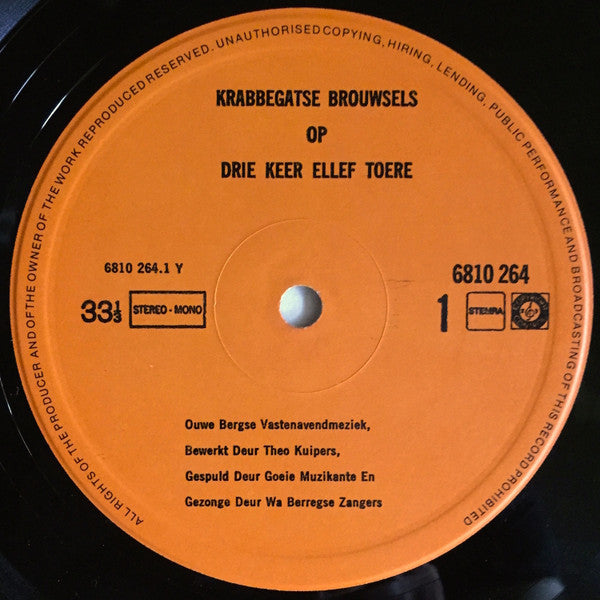 ALL RIGHTS OF THE PRODUCER AND OF THE OWNER OF THE WORK REPRODUCED RESERVED. UNAUTHORISED COPYING, HIRING, LENDING, PUBLIC PERFORMANCE AND BROADCASTING OF THIS RECORD PROHIBITED
KRABBEGATSE BROUWSELS
OP
DRIE KEER ELLEF TOERE
6810 264.1 Y
6810 264
33⅓ STEREO - MONO
1 STEMRA
Ouwe Bergse Vastenavendmeziek,
Bewerkt Deur Theo Kuipers,
Gespuld Deur Goeie Muzikante En
Gezonge Deur Wa Berregse Zangers